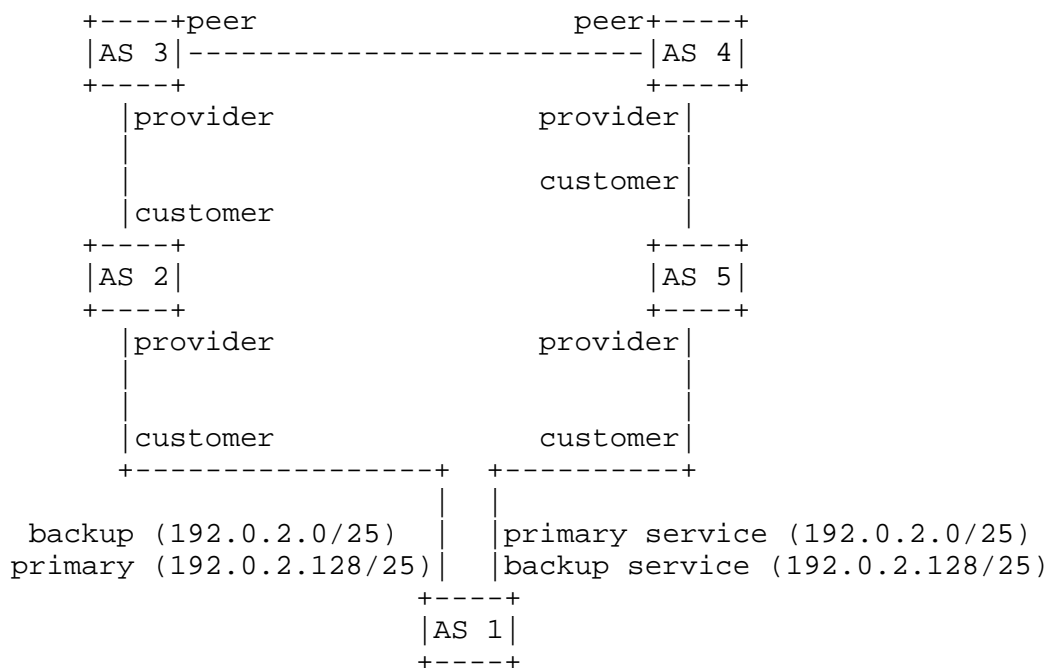 +----+peer peer+----+
|AS 3|--------------------------|AS 4|
+----+ +----+
|provider provider|
| |
| customer|
|customer |
+----+ +----+
|AS 2| |AS 5|
+----+ +----+
|provider provider|
| |
| |
|customer customer|
+-----------------+ +----------+
| |
backup (192.0.2.0/25) | |primary service (192.0.2.0/25)
primary (192.0.2.128/25)| |backup service (192.0.2.128/25)
+----+
|AS 1|
+----+